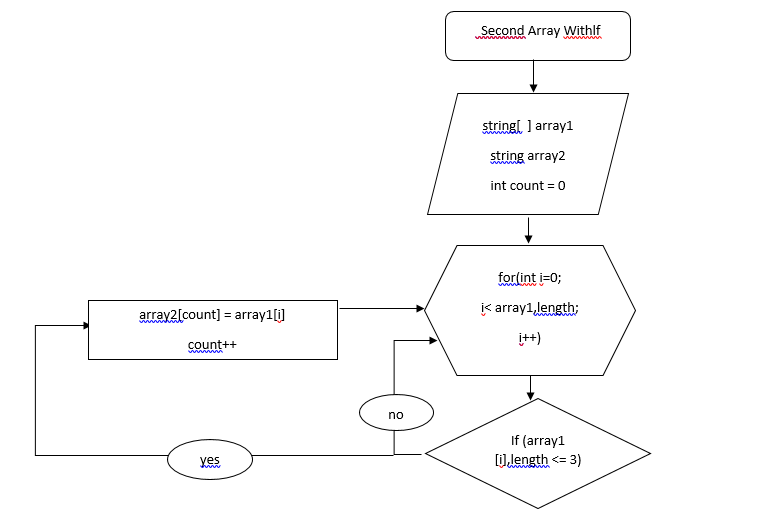 Second Array WithIf
string[ ] array1
string array2
int count = 0
for(int i=0;
i< array1,length;
i++)
array2[count] = array1[i]
count++
no
If (array1
[i],length <= 3)
yes